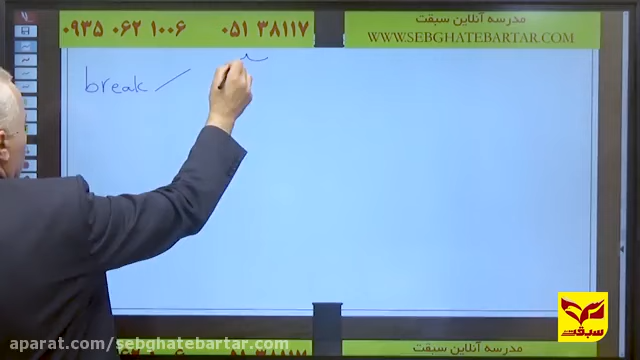 مدرسه آنلاین سبقت
۰۹۳۵ ۰۶۲ ۱۰۰۶ ۰۵۱ ۳۸۱۱۷
WWW.SEBGHATEBARTAR.COM
break /
سبقت
مدرسه آنلاین سبقت
aparat.com/sebghatebartar.com